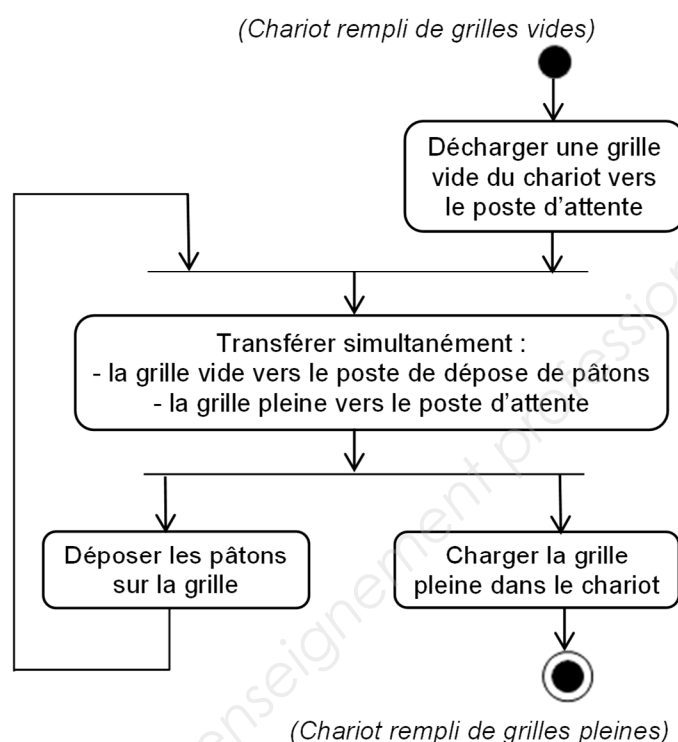 (Chariot rempli de grilles vides)
Décharger une grille
vide du chariot vers
le poste d’attente
Transférer simultanément :
- la grille vide vers le poste de dépose de pâtons
- la grille pleine vers le poste d’attente
Déposer les pâtons
sur la grille
Charger la grille
pleine dans le chariot
(Chariot rempli de grilles pleines)
enseignement profession